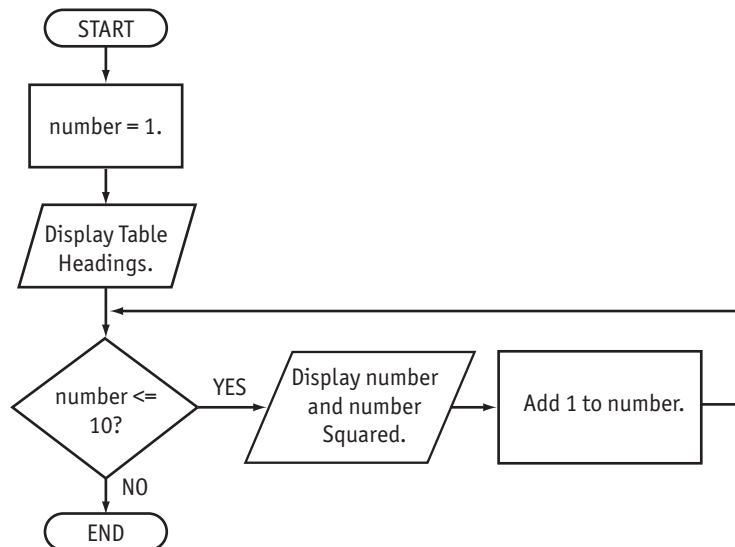 START
number = 1.
Display Table
Headings.
number <=
10?
YES
Display number
and number
Squared.
Add 1 to number.
NO
END